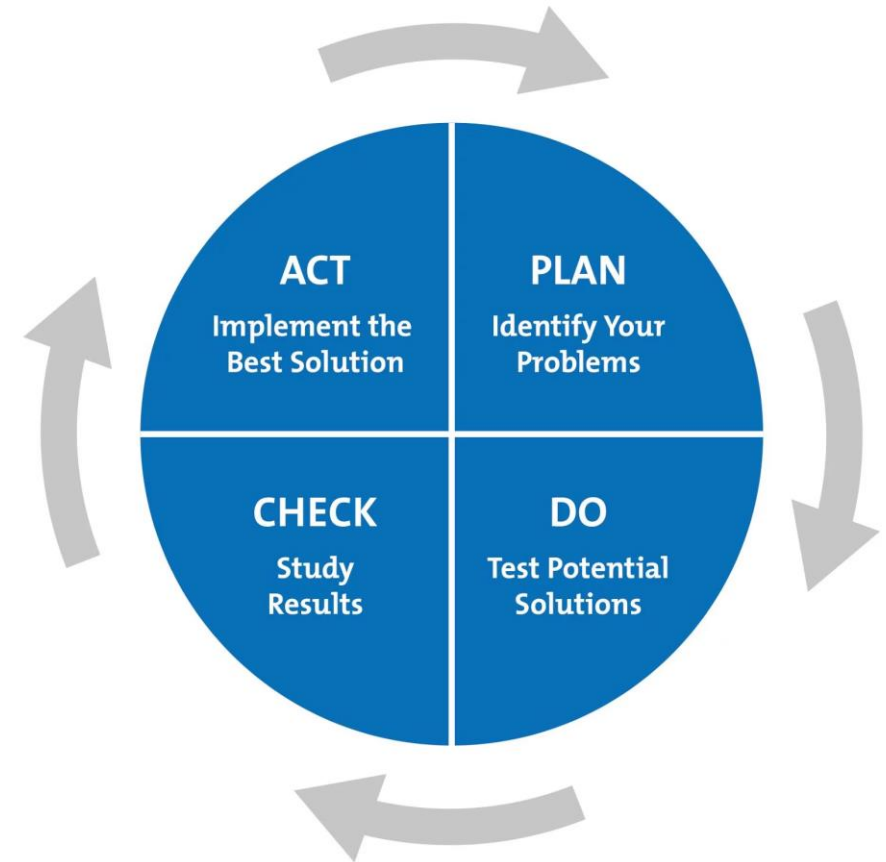 ACT
Implement the
Best Solution
PLAN
Identify Your
Problems
CHECK
Study
Results
DO
Test Potential
Solutions